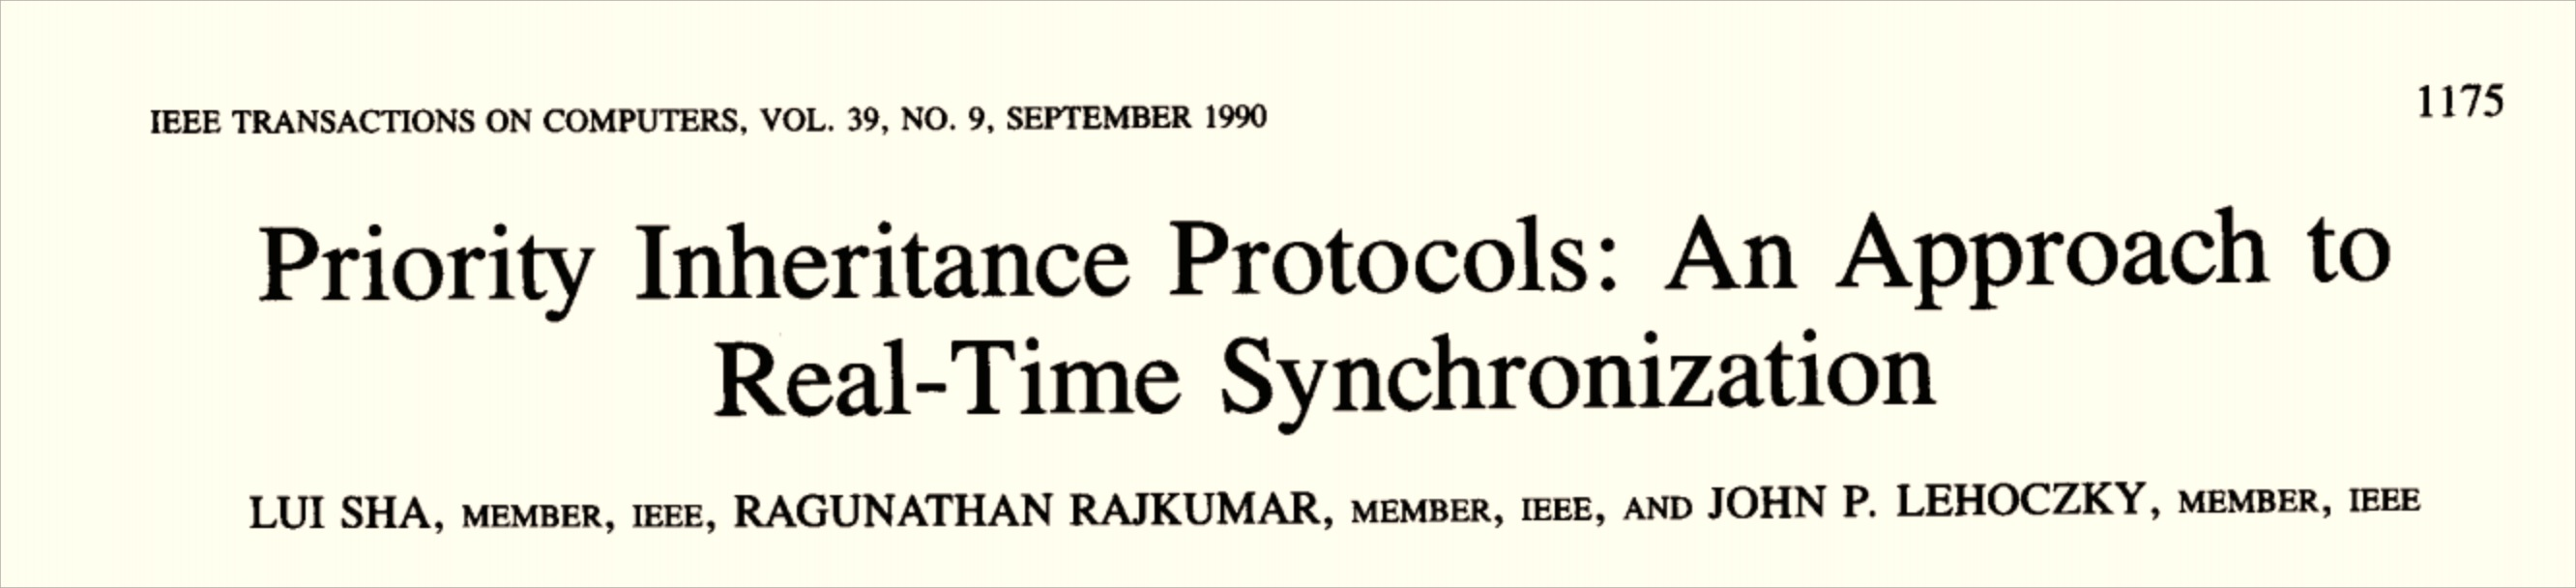 IEEE TRANSACTIONS ON COMPUTERS, VOL. 39, NO. 9, SEPTEMBER 1990
1175
Priority Inheritance Protocols: An Approach to
Real-Time Synchronization
LUI SHA, MEMBER, IEEE, RAGUNATHAN RAJKUMAR, MEMBER, IEEE, AND JOHN P. LEHOCZKY, MEMBER, IEEE